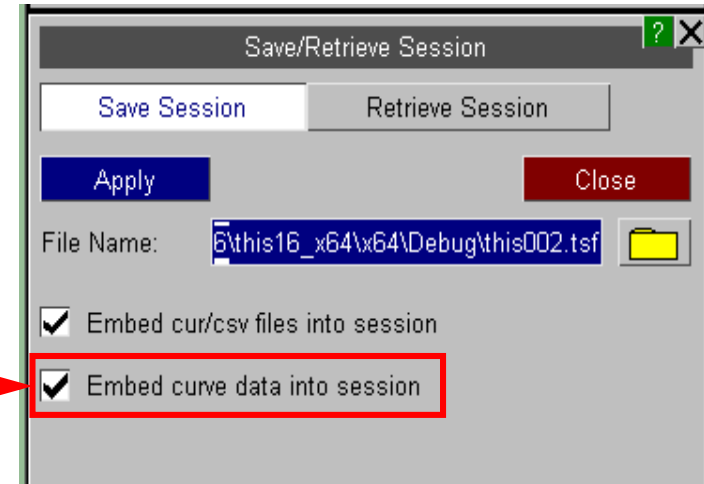 Save/Retrieve Session
? X
Save Session Retrieve Session
Apply Close
File Name: 6\this16_x64\x64\Debug\this002.tsf
Embed cur/csv files into session
Embed curve data into session